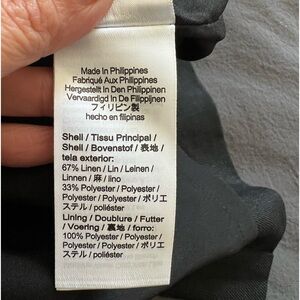 Made In Philippines
Fabriqué Aux Philippines
Hergestellt In Den Philippinen
Vervaardigd In De Filippijnen
フィリピン製
hecho en filipinas
Shell / Tissu Principal /
Shell / Bovenstof / 表地 /
tela exterior:
67% Linen / Lin / Leinen /
Linnen / 麻 / lino
33% Polyester / Polyester /
Polyester / Polyester / ポリエ
ステル / poliéster
Lining / Doublure / Futter
/ Voering / 裏地 / forro:
100% Polyester / Polyester
/ Polyester / Polyester / ポリエ
ステル / poliéster